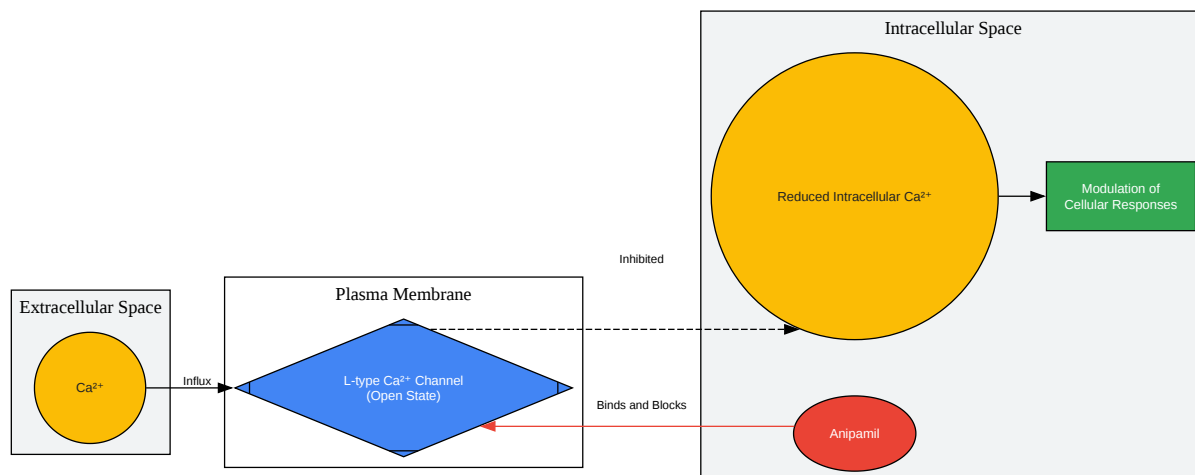 Intracellular Space
Reduced Intracellular Ca²⁺
Modulation of
Cellular Responses
Inhibited
Plasma Membrane
Extracellular Space
Ca²⁺
Influx
L-type Ca²⁺ Channel
(Open State)
Binds and Blocks
Anipamil